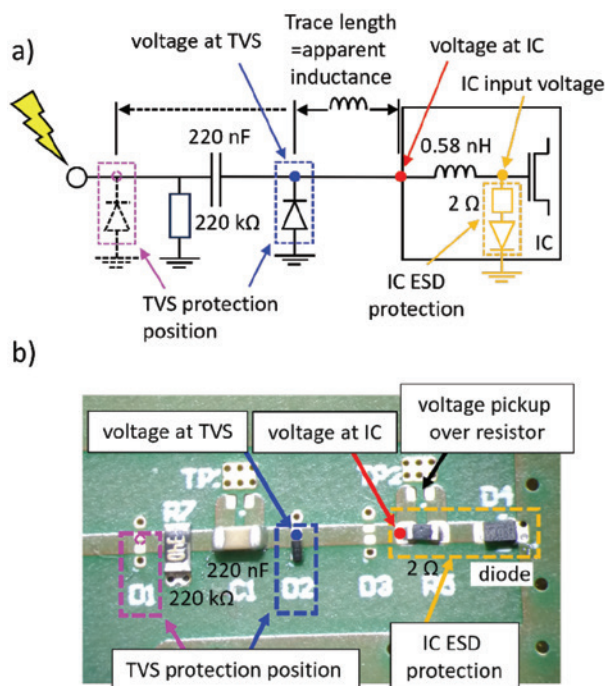 a)
voltage at TVS
Trace length
=apparent
inductance
voltage at IC
IC input voltage
220 nF
0.58 nH
220 kΩ
2 Ω
IC
TVS protection
position
IC ESD
protection
b)
voltage at TVS
voltage at IC
voltage pickup
over resistor
TP1
TP2
D4
R7
220 nF
C1
2 Ω
diode
D1
D2
D3
R6
220 kΩ
TVS protection position
IC ESD
protection